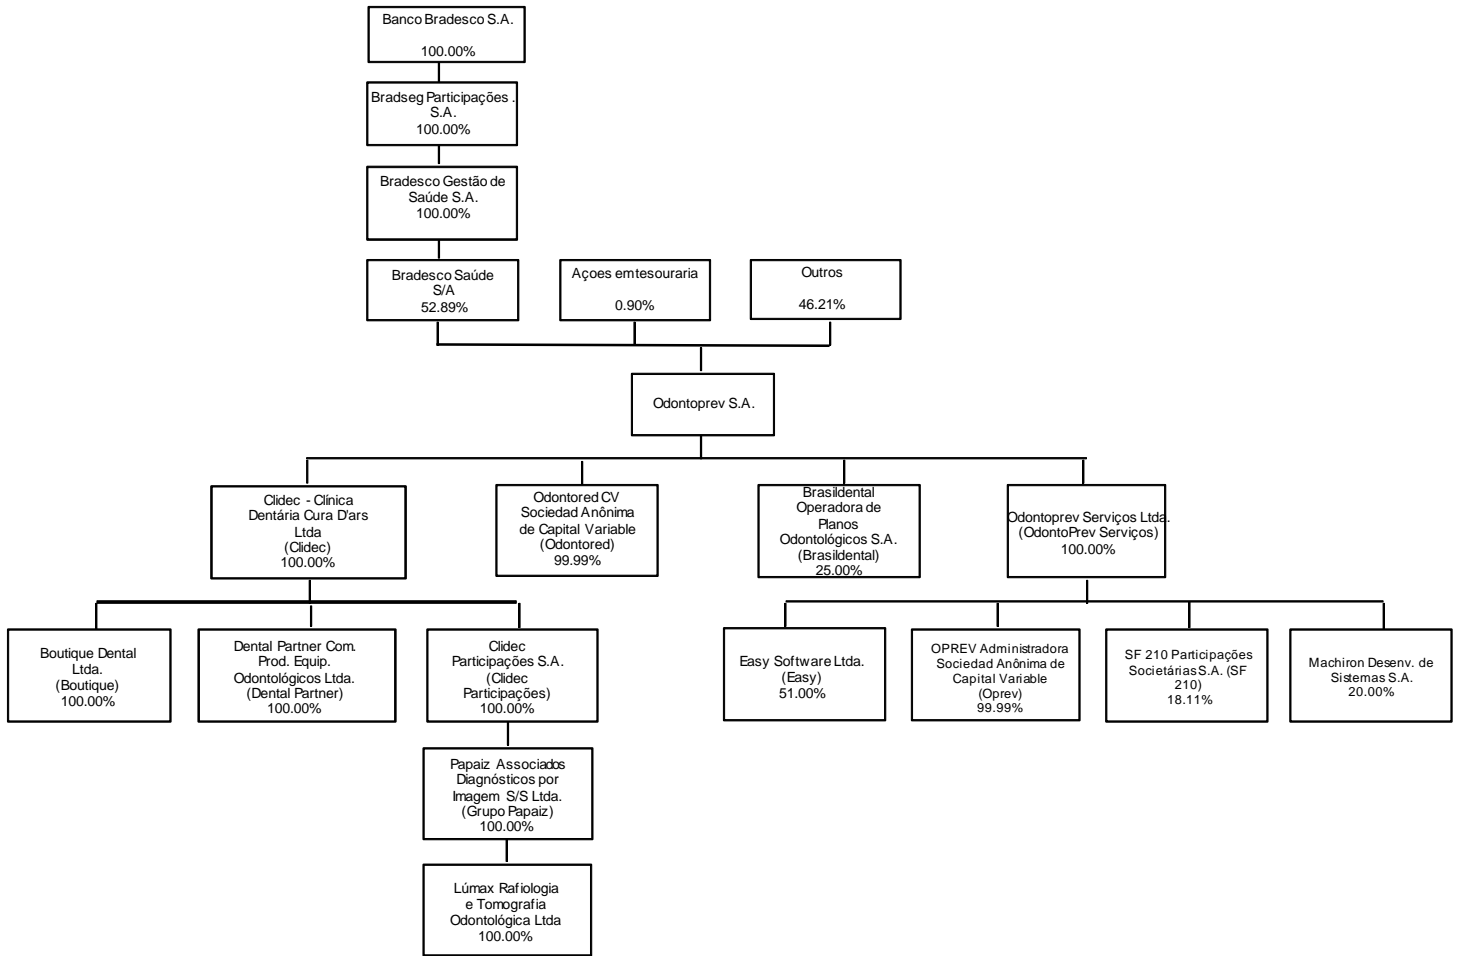 Banco Bradesco S.A.
100.00%
Bradseg Participações .
S.A.
100.00%
Bradesco Gestão de
Saúde S.A.
100.00%
Bradesco Saúde
S/A
52.89%
Açoes em tesouraria
0.90%
Outros
46.21%
Odontoprev S.A.
Clidec - Clínica
Dentária Cura D'ars
Ltda
(Clidec)
100.00%
Odontored CV
Sociedad Anônima
de Capital Variable
(Odontored)
99.99%
Brasildental
Operadora de
Planos
Odontológicos S.A.
(Brasildental)
25.00%
Odontoprev Serviços Ltda.
(OdontoPrev Serviços)
100.00%
Boutique Dental
Ltda.
(Boutique)
100.00%
Dental Partner Com.
Prod. Equip.
Odontológicos Ltda.
(Dental Partner)
100.00%
Clidec
Participações S.A.
(Clidec
Participações)
100.00%
Easy Software Ltda.
(Easy)
51.00%
OPREV Administradora
Sociedad Anônima de
Capital Variable
(Oprev)
99.99%
SF 210 Participações
Societárias S.A. (SF
210)
18.11%
Machiron Desenv. de
Sistemas S.A.
20.00%
Papaiz Associados
Diagnósticos por
Imagem S/S Ltda.
(Grupo Papaiz)
100.00%
Lúmax Rafiologia
e Tomografia
Odontológica Ltda
100.00%